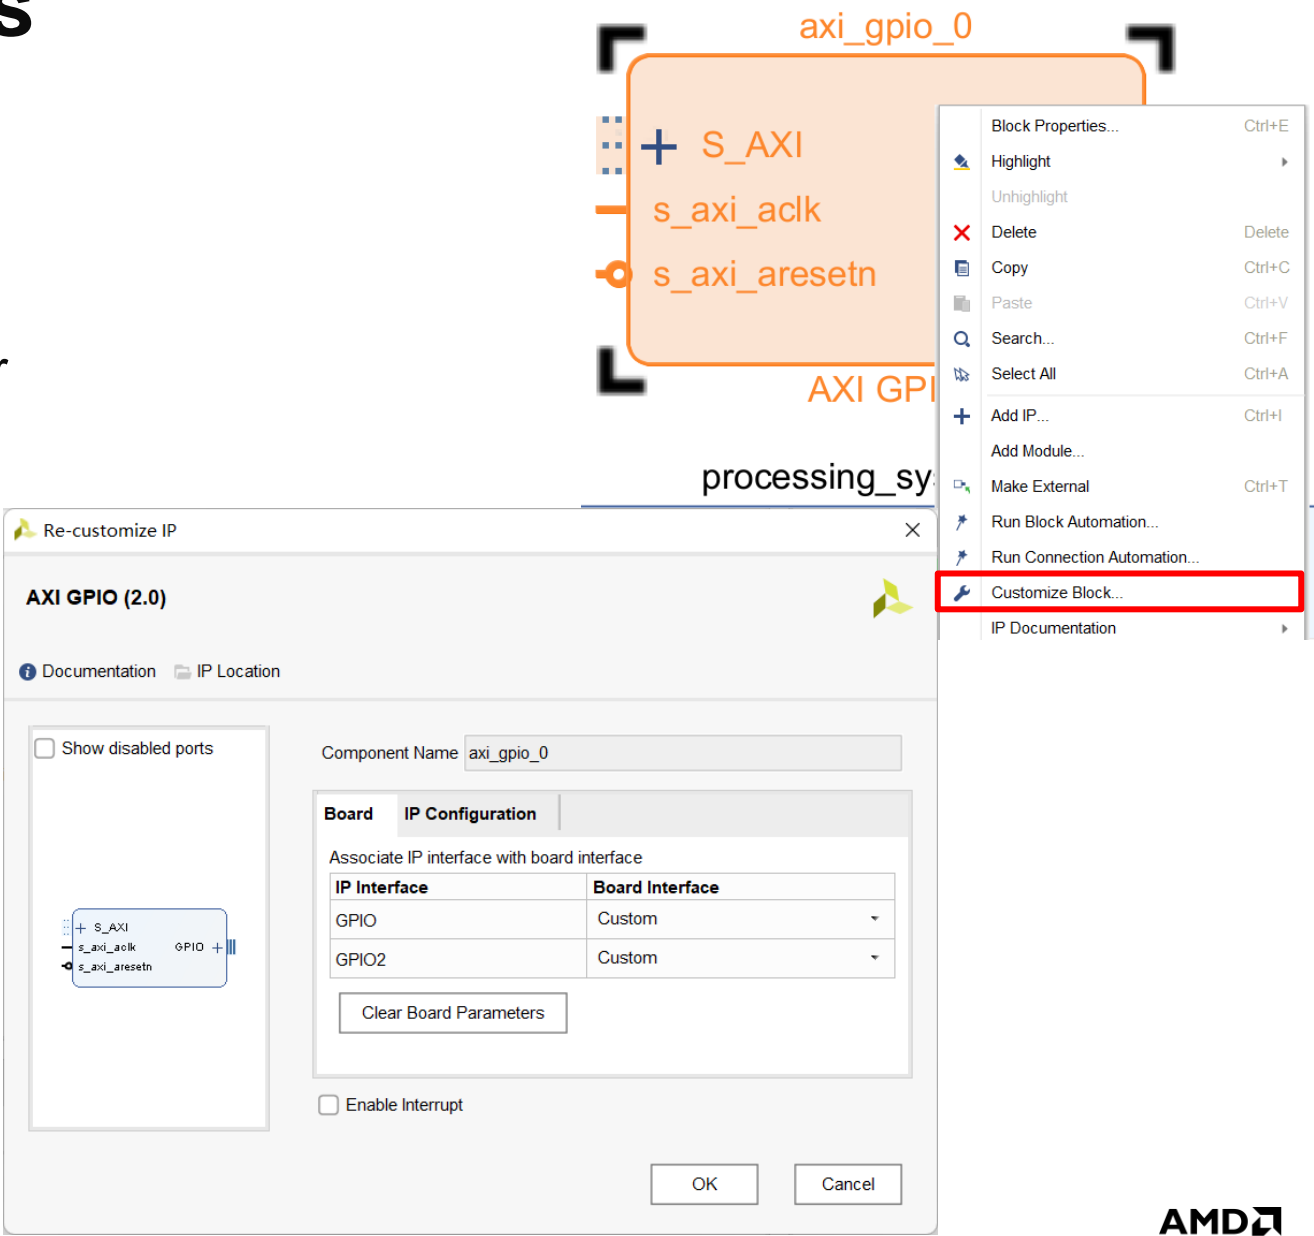 s
axi_gpio_0
S_AXI
s_axi_aclk
s_axi_aresetn
AXI GPI
r
processing_sy
Block Properties... Ctrl+E
Highlight
Unhighlight
Delete Delete
Copy Ctrl+C
Paste Ctrl+V
Search... Ctrl+F
Select All Ctrl+A
Add IP... Ctrl+I
Add Module...
Make External Ctrl+T
Run Block Automation...
Run Connection Automation...
Customize Block...
IP Documentation
Re-customize IP
AXI GPIO (2.0)
Documentation IP Location
Show disabled ports
S_AXI
s_axi_aclk GPIO
s_axi_aresetn
Component Name axi_gpio_0
Board IP Configuration
Associate IP interface with board interface
IP Interface Board Interface
GPIO Custom
GPIO2 Custom
Clear Board Parameters
Enable Interrupt
OK Cancel
AMD